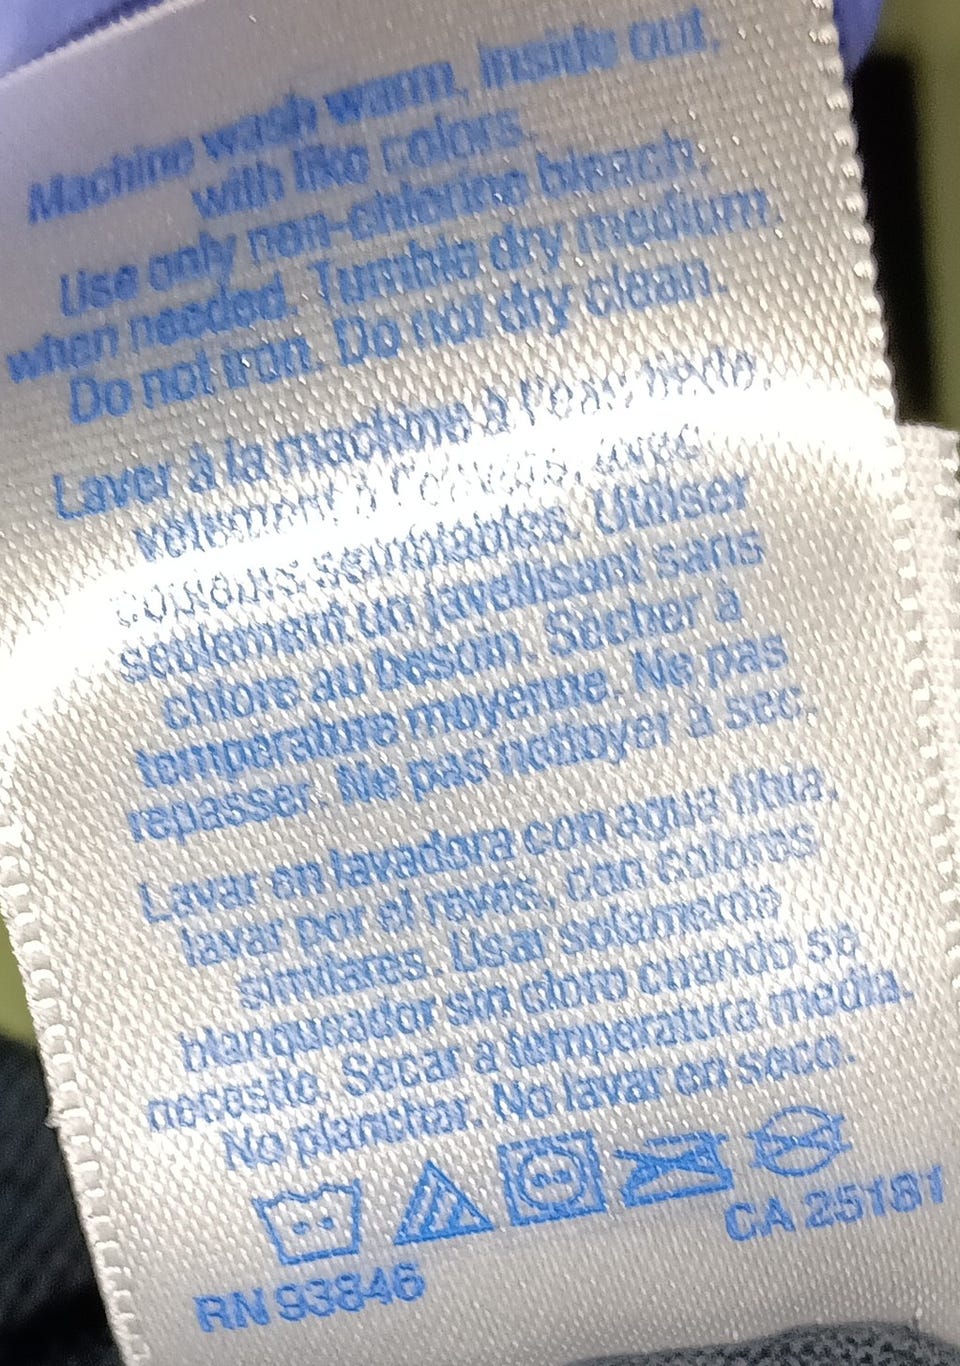 Machine wash warm, inside out,
with like colors.
Use only non-chlorine bleach,
when needed. Tumble dry medium.
Do not iron. Do not dry clean.
Laver à la machine à l'eau tiède,
vêtement à l'envers, avec
couleurs semblables. Utiliser
seulement un javellisant sans
chlore au besoin. Sécher à
température moyenne. Ne pas
repasser. Ne pas nettoyer à sec.
Lavar en lavadora con agua tibia,
lavar por el revés, con colores
similares. Usar solamente
blanqueador sin cloro cuando se
necesite. Secar a temperatura media.
No planchar. No lavar en seco.
CA 25181
RN 93846